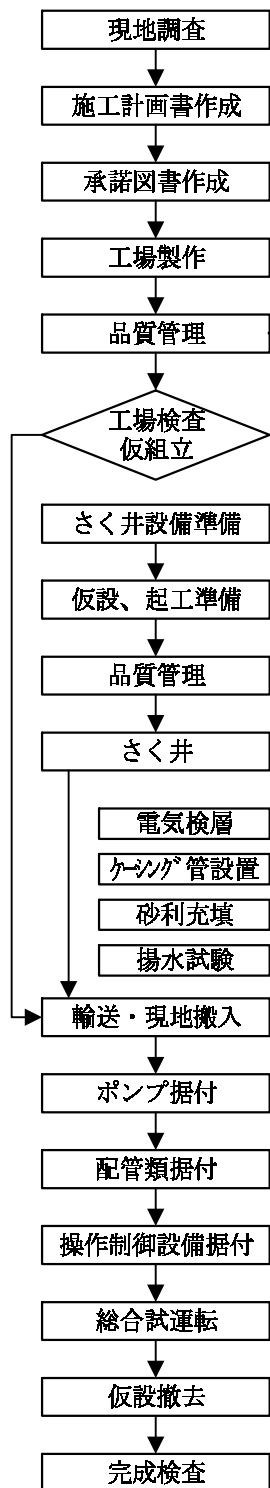 現地調査
施工計画書作成
承諾図書作成
工場製作
品質管理
工場検査
仮組立
さく井設備準備
仮設、起工準備
品質管理
さく井
電気検層
ｹｰｼﾝｸﾞ管設置
砂利充填
揚水試験
輸送・現地搬入
ポンプ据付
配管類据付
操作制御設備据付
総合試運転
仮設撤去
完成検査